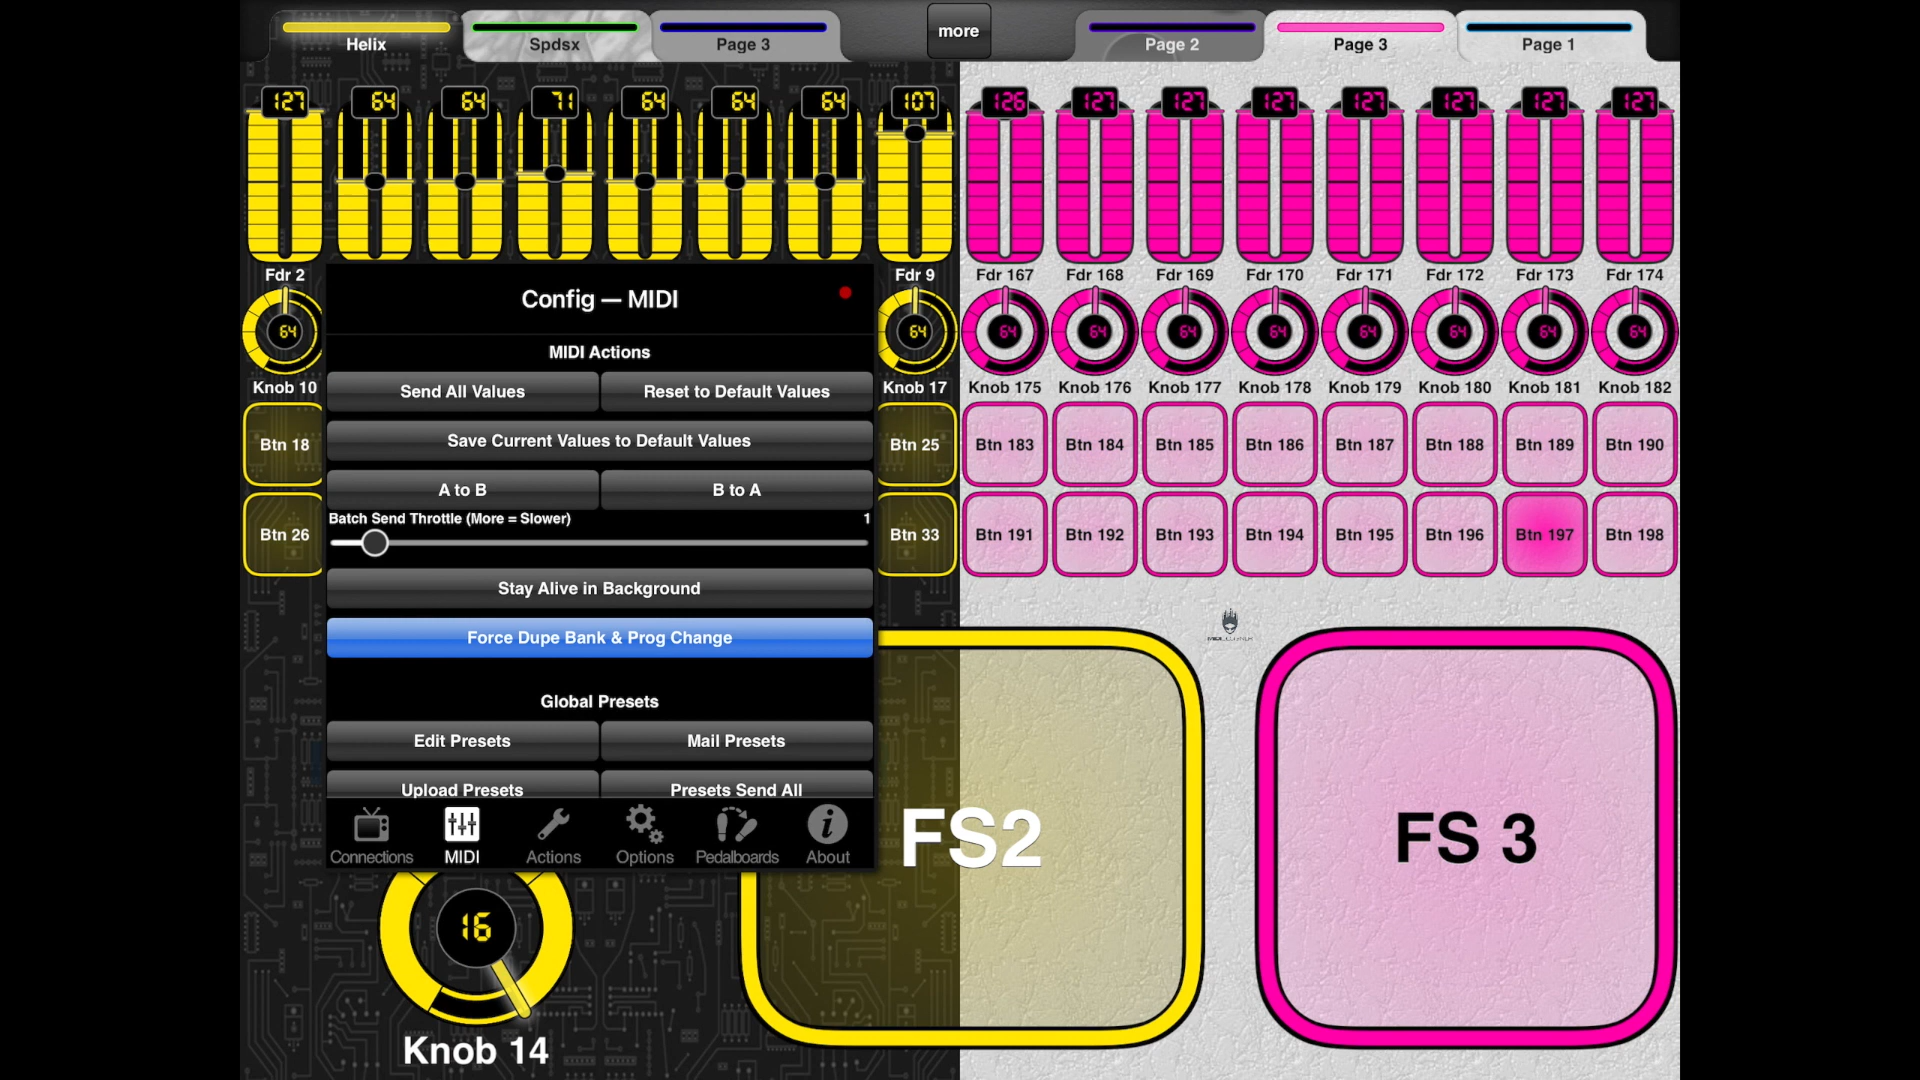 Helix
Spdsx
Page 3
more
Page 2
Page 3
Page 1
127 64 64 71 64 64 64 107 126 127 127 127 127 127 127 127
Fdr 2 Fdr 9 Fdr 167 Fdr 168 Fdr 169 Fdr 170 Fdr 171 Fdr 172 Fdr 173 Fdr 174
64 64 64 64 64 64 64 64 64 64
Knob 10 Knob 17 Knob 175 Knob 176 Knob 177 Knob 178 Knob 179 Knob 180 Knob 181 Knob 182
Btn 18 Btn 25 Btn 183 Btn 184 Btn 185 Btn 186 Btn 187 Btn 188 Btn 189 Btn 190
Btn 26 Btn 33 Btn 191 Btn 192 Btn 193 Btn 194 Btn 195 Btn 196 Btn 197 Btn 198
Config — MIDI
MIDI Actions
Send All Values
Reset to Default Values
Save Current Values to Default Values
A to B
B to A
Batch Send Throttle (More = Slower) 1
Stay Alive in Background
Force Dupe Bank & Prog Change
Global Presets
Edit Presets
Mail Presets
Upload Presets
Presets Send All
Connections
MIDI
Actions
Options
Pedalboards
About
FS2
FS 3
16
Knob 14